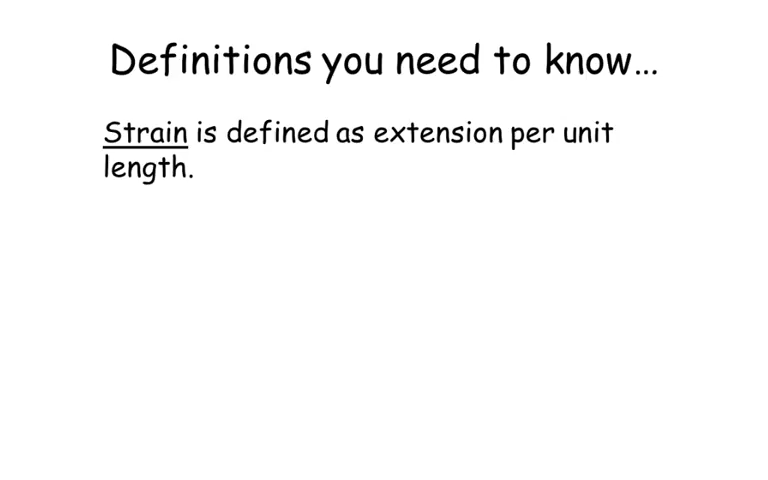 Definitions you need to know…
Strain is defined as extension per unit
length.